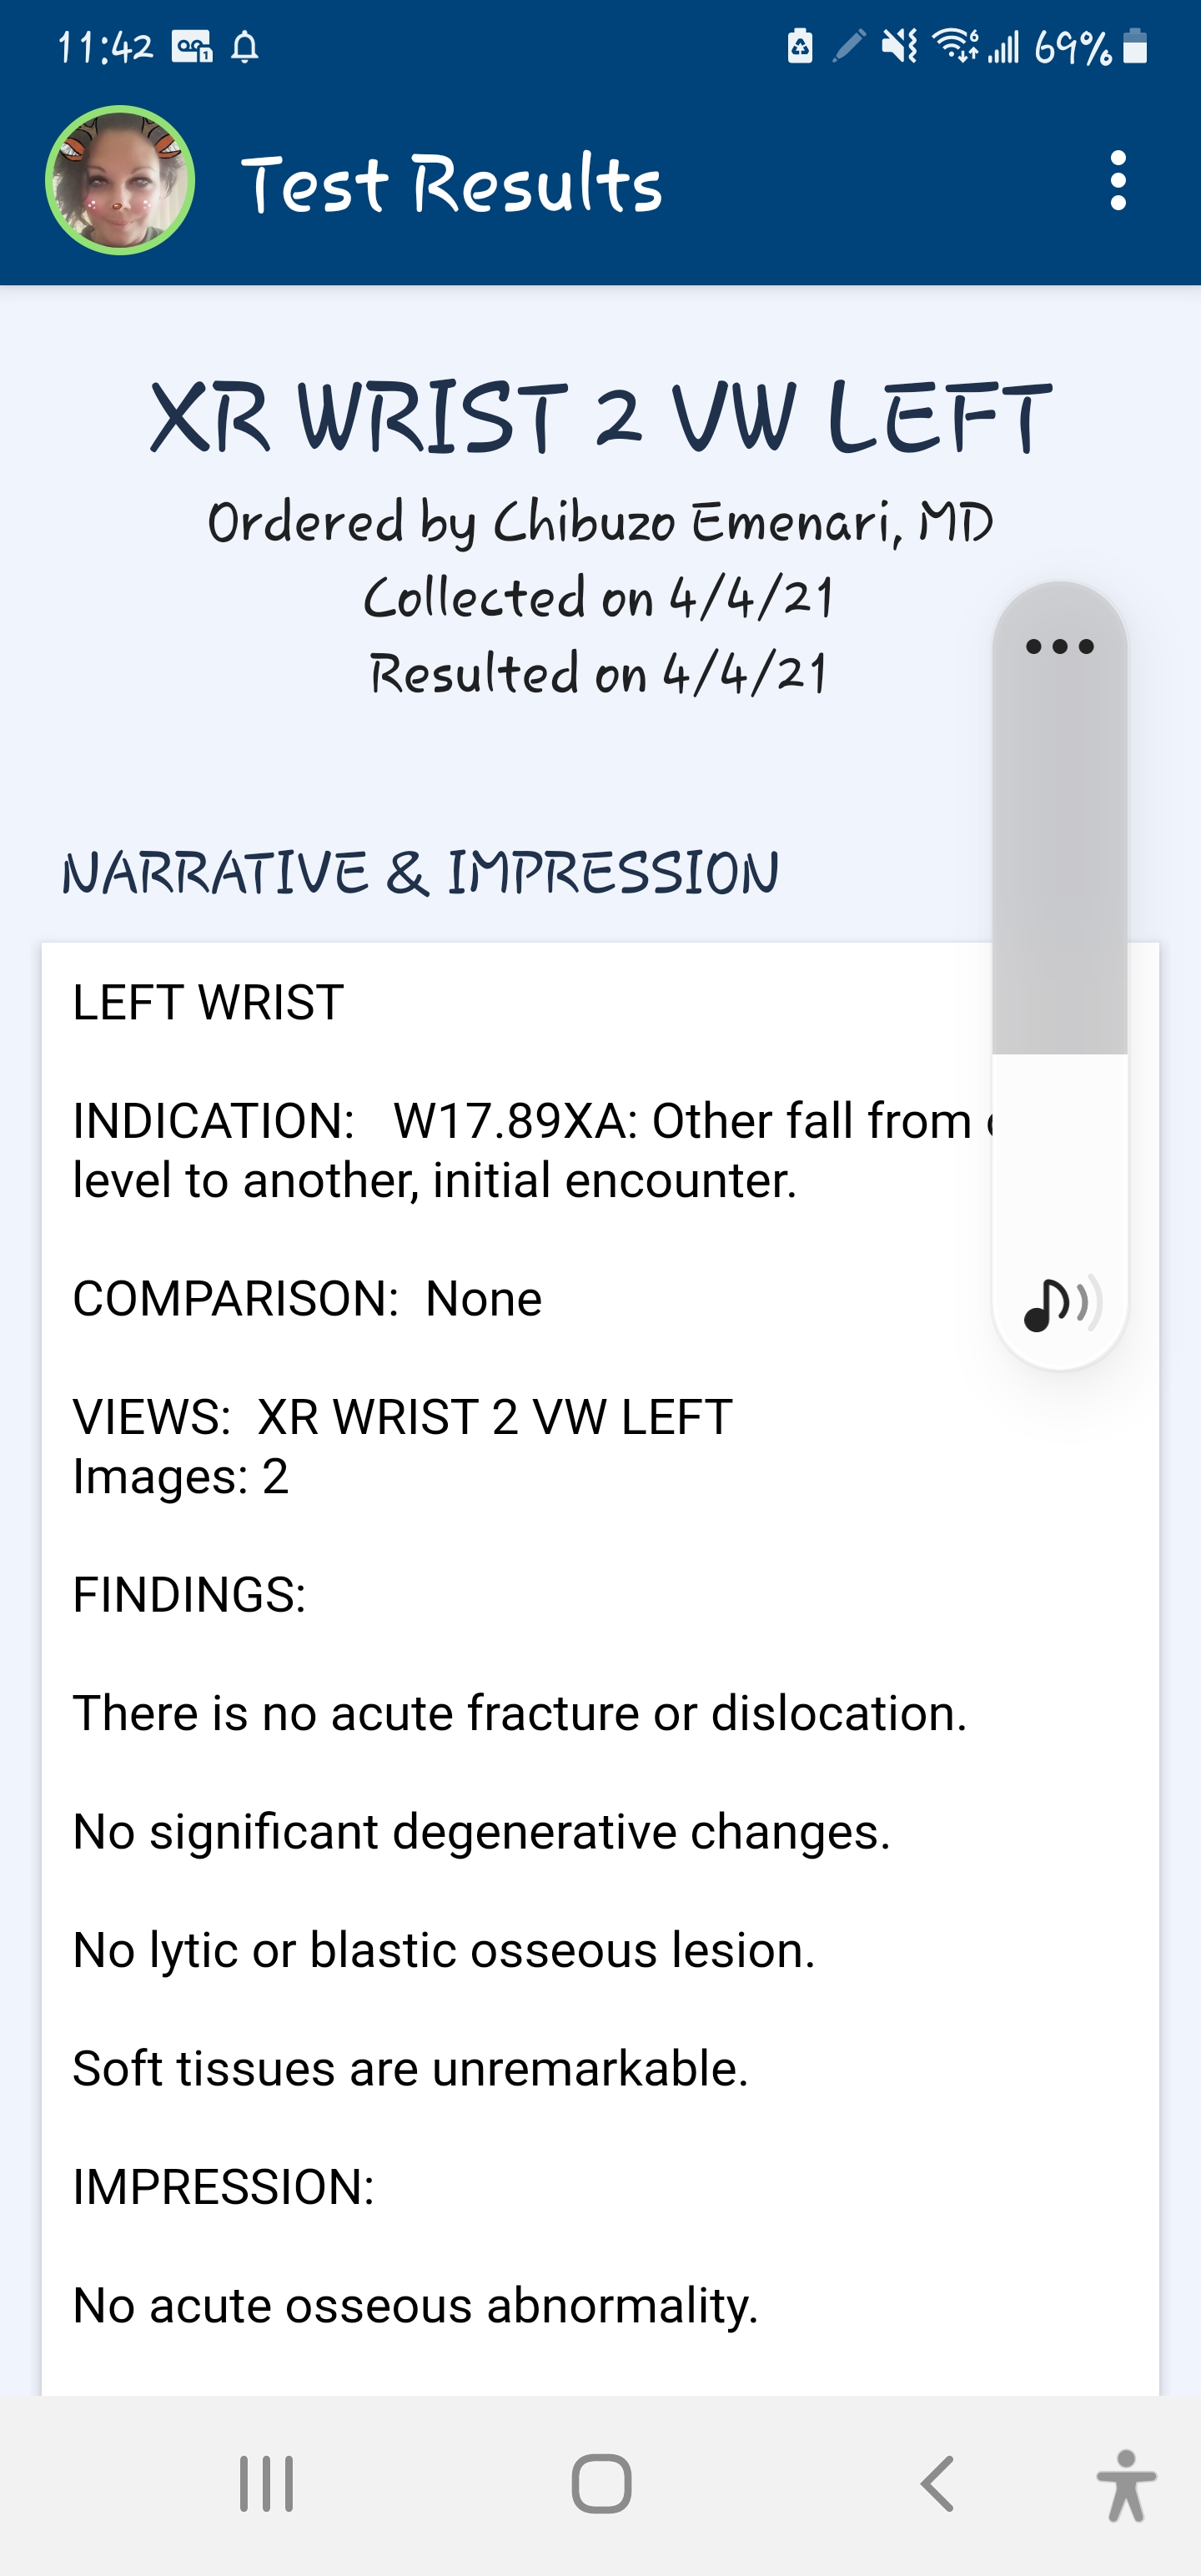 11:42
6
69%
Test Results
XR WRIST 2 VW LEFT
Ordered by Chibuzo Emenari, MD
Collected on 4/4/21
Resulted on 4/4/21
NARRATIVE & IMPRESSION
LEFT WRIST
INDICATION: W17.89XA: Other fall from
level to another, initial encounter.
COMPARISON: None
VIEWS: XR WRIST 2 VW LEFT
Images: 2
FINDINGS:
There is no acute fracture or dislocation.
No significant degenerative changes.
No lytic or blastic osseous lesion.
Soft tissues are unremarkable.
IMPRESSION:
No acute osseous abnormality.